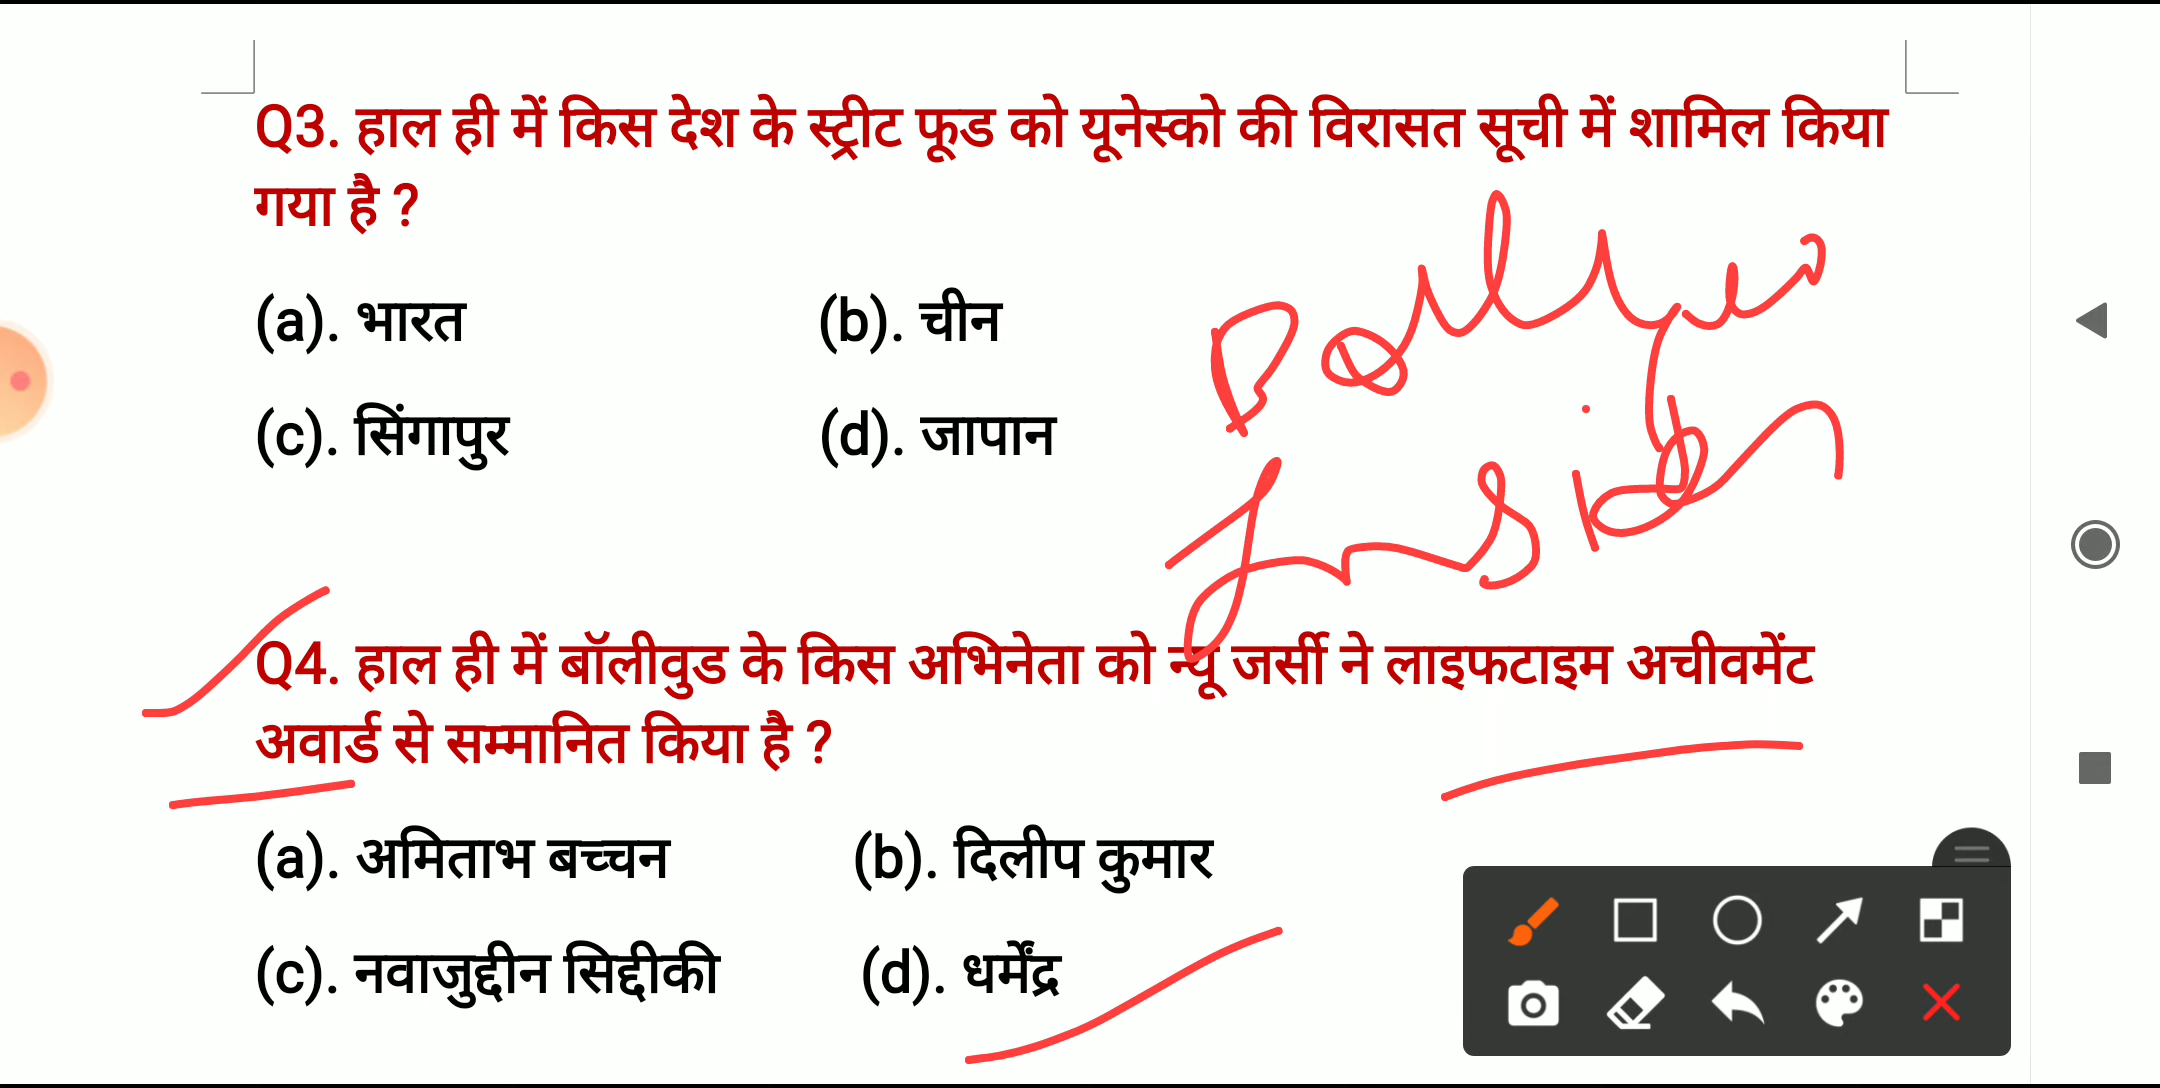 Q3. हाल ही में किस देश के स्ट्रीट फूड को यूनेस्को की विरासत सूची में शामिल किया
गया है ?
(a). भारत (b). चीन
(c). सिंगापुर (d). जापान
Q4. हाल ही में बॉलीवुड के किस अभिनेता को न्यू जर्सी ने लाइफटाइम अचीवमेंट
अवार्ड से सम्मानित किया है ?
(a). अमिताभ बच्चन (b). दिलीप कुमार
(c). नवाजुद्दीन सिद्दीकी (d). धर्मेंद्र